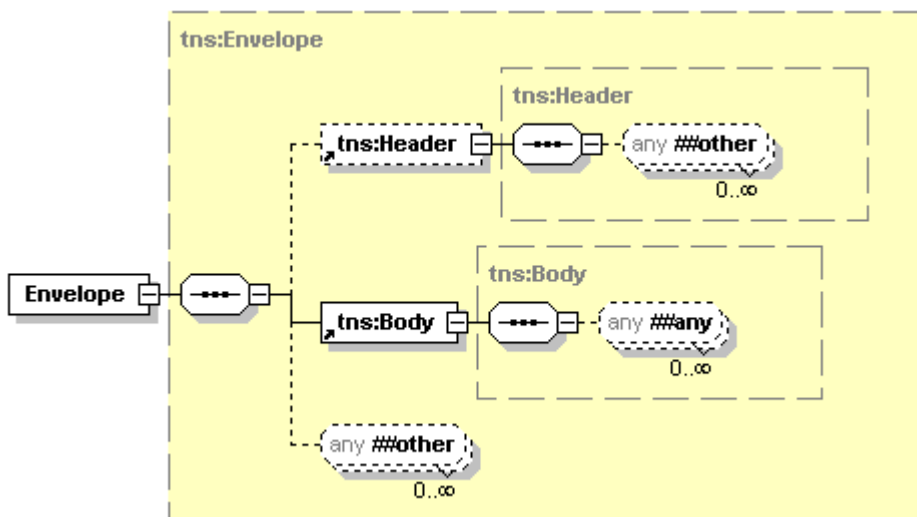 tns:Envelope
tns:Header
tns:Header
any ##other
0..∞
tns:Body
Envelope
tns:Body
any ##any
0..∞
any ##other
0..∞